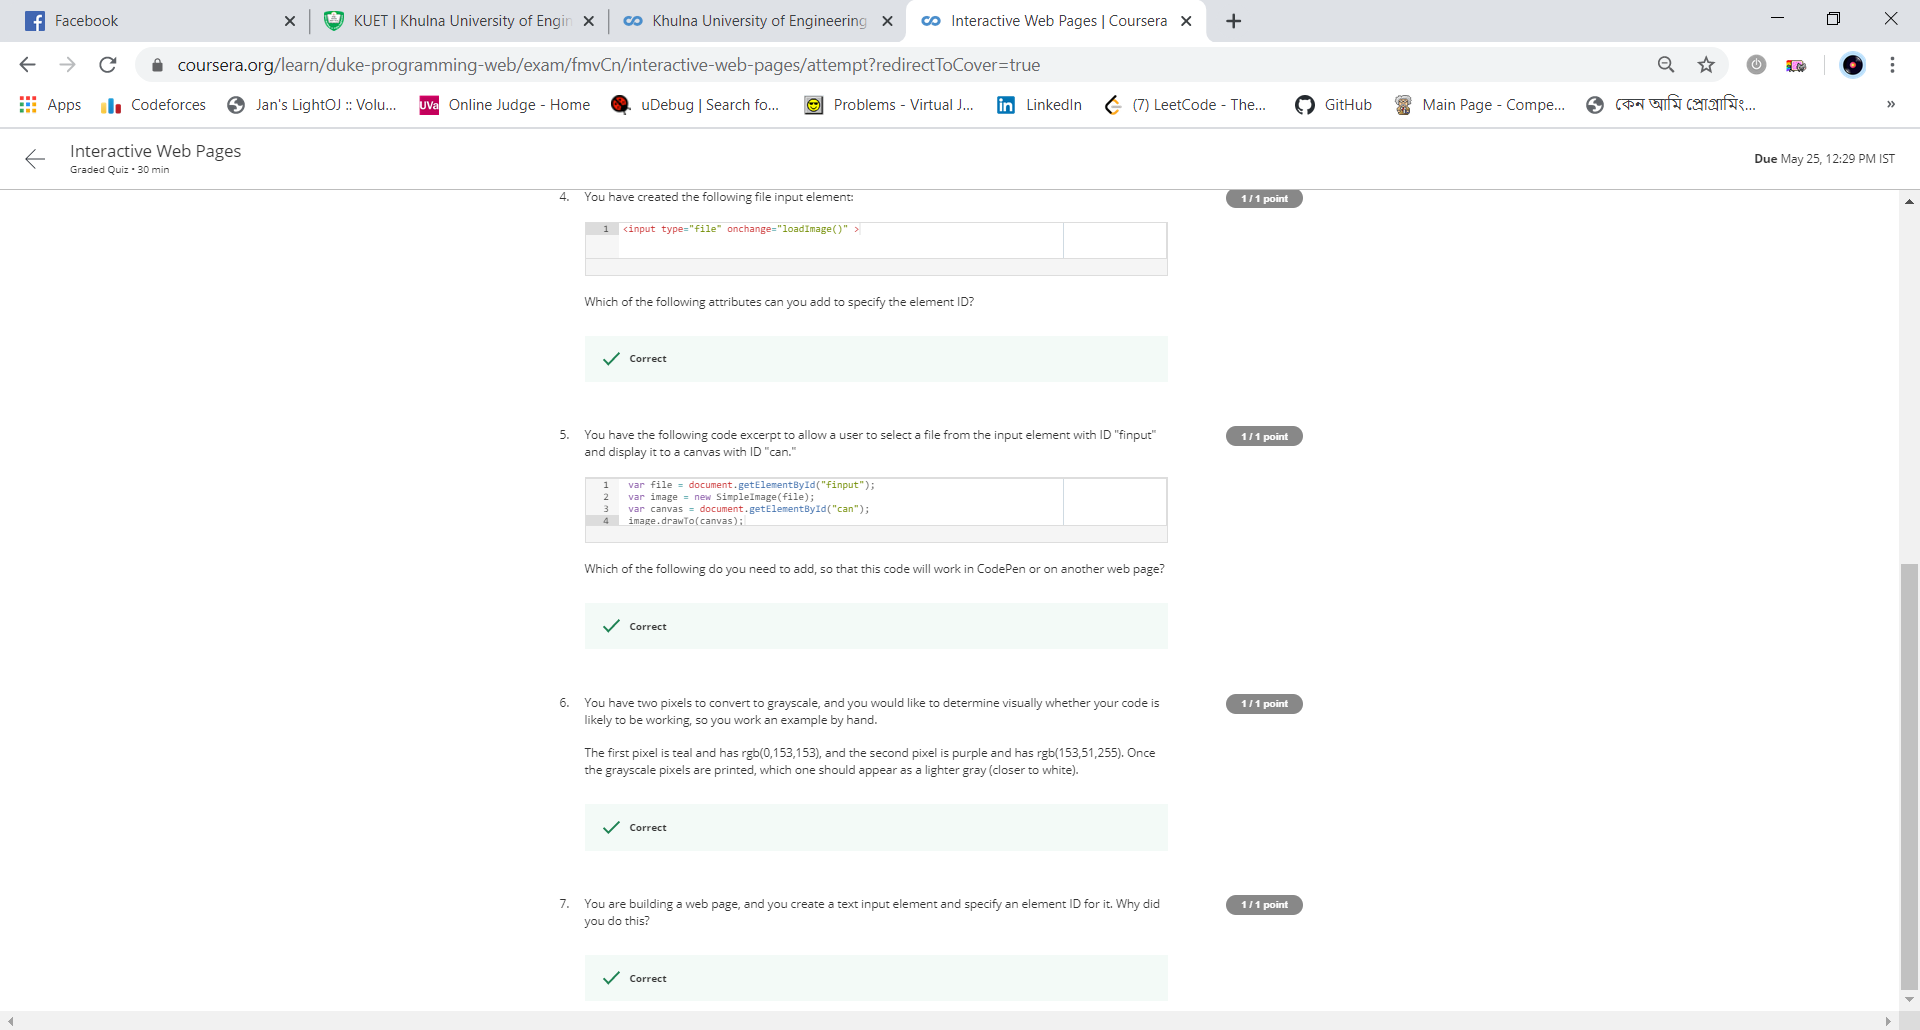 Facebook
KUET | Khulna University of Engin
Khulna University of Engineering
Interactive Web Pages | Coursera
coursera.org/learn/duke-programming-web/exam/fmvCn/interactive-web-pages/attempt?redirectToCover=true
Apps
Codeforces
Jan's LightOJ :: Volu...
UVa
Online Judge - Home
uDebug | Search fo...
Problems - Virtual J...
in
LinkedIn
(7) LeetCode - The...
GitHub
Main Page - Compe...
কেন আমি প্রোগ্রামিং...
»
Interactive Web Pages
Graded Quiz • 30 min
Due May 25, 12:29 PM IST
4. You have created the following file input element:
1 / 1 point
1 <input type="file" onchange="loadImage()" >
Which of the following attributes can you add to specify the element ID?
Correct
5. You have the following code excerpt to allow a user to select a file from the input element with ID "finput"
and display it to a canvas with ID "can."
1 / 1 point
1 var file = document.getElementById("finput");
2 var image = new SimpleImage(file);
3 var canvas = document.getElementById("can");
4 image.drawTo(canvas);
Which of the following do you need to add, so that this code will work in CodePen or on another web page?
Correct
6. You have two pixels to convert to grayscale, and you would like to determine visually whether your code is
likely to be working, so you work an example by hand.
1 / 1 point
The first pixel is teal and has rgb(0,153,153), and the second pixel is purple and has rgb(153,51,255). Once
the grayscale pixels are printed, which one should appear as a lighter gray (closer to white).
Correct
7. You are building a web page, and you create a text input element and specify an element ID for it. Why did
you do this?
1 / 1 point
Correct